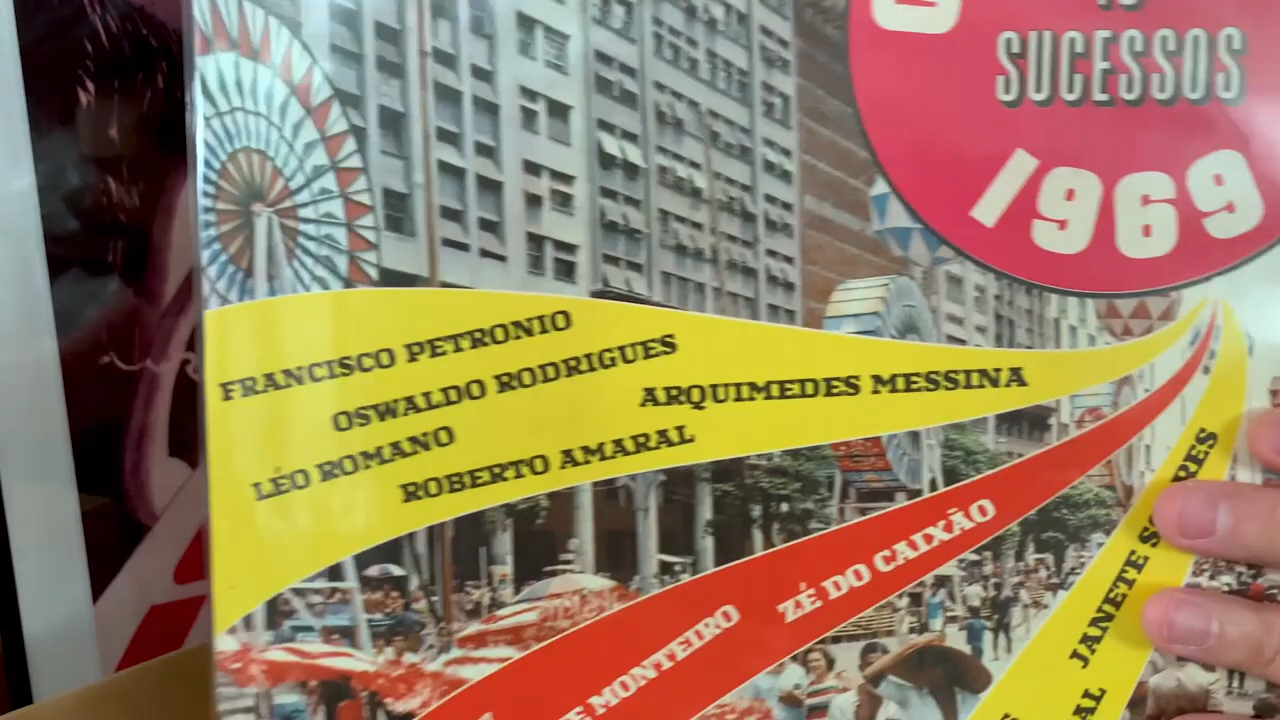 SUCESSOS
1969
FRANCISCO PETRONIO
OSWALDO RODRIGUES
ARQUIMEDES MESSINA
LÉO ROMANO
ROBERTO AMARAL
ZÉ DO CAIXÃO
MONTEIRO
JANETE